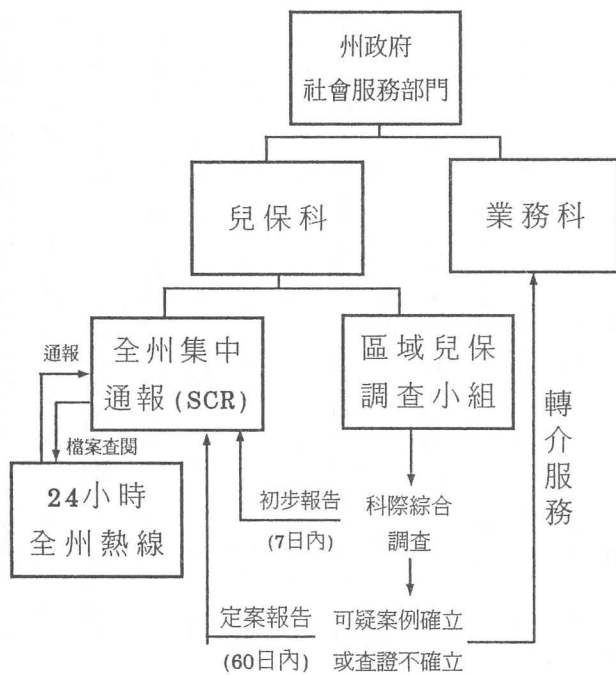 州政府
社會服務部門
兒保科
業務科
全州集中
通報(SCR)
區域兒保
調查小組
通報
檔案查閱
24小時
全州熱線
初步報告
(7日內)
科際綜合
調查
定案報告
(60日內)
可疑案例確立
或查證不確立
轉介服務